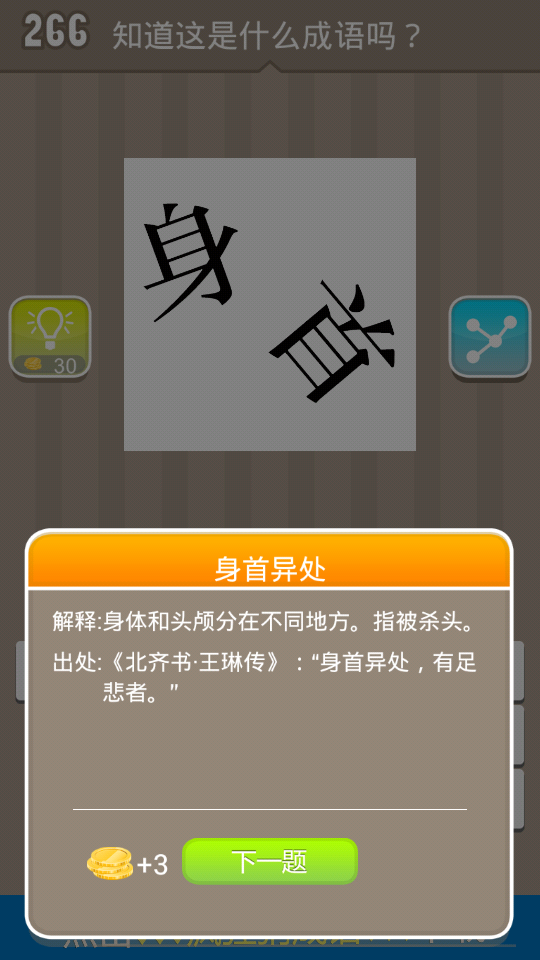 266 知道这是什么成语吗？
身
首
30
身首异处
解释:身体和头颅分在不同地方。指被杀头。
出处:《北齐书·王琳传》：“身首异处，有足
悲者。”
+3 下一题